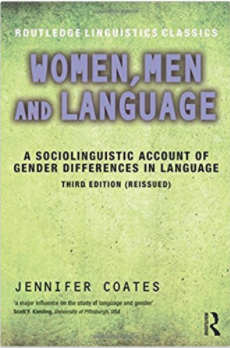 ROUTLEDGE LINGUISTICS CLASSICS
WOMEN, MEN
AND LANGUAGE
A SOCIOLINGUISTIC ACCOUNT OF
GENDER DIFFERENCES IN LANGUAGE
THIRD EDITION (REISSUED)
JENNIFER COATES
'a major influence on the study of language and gender'
Scott F. Kiesling, University of Pittsburgh, USA
R
ROUTLEDGE